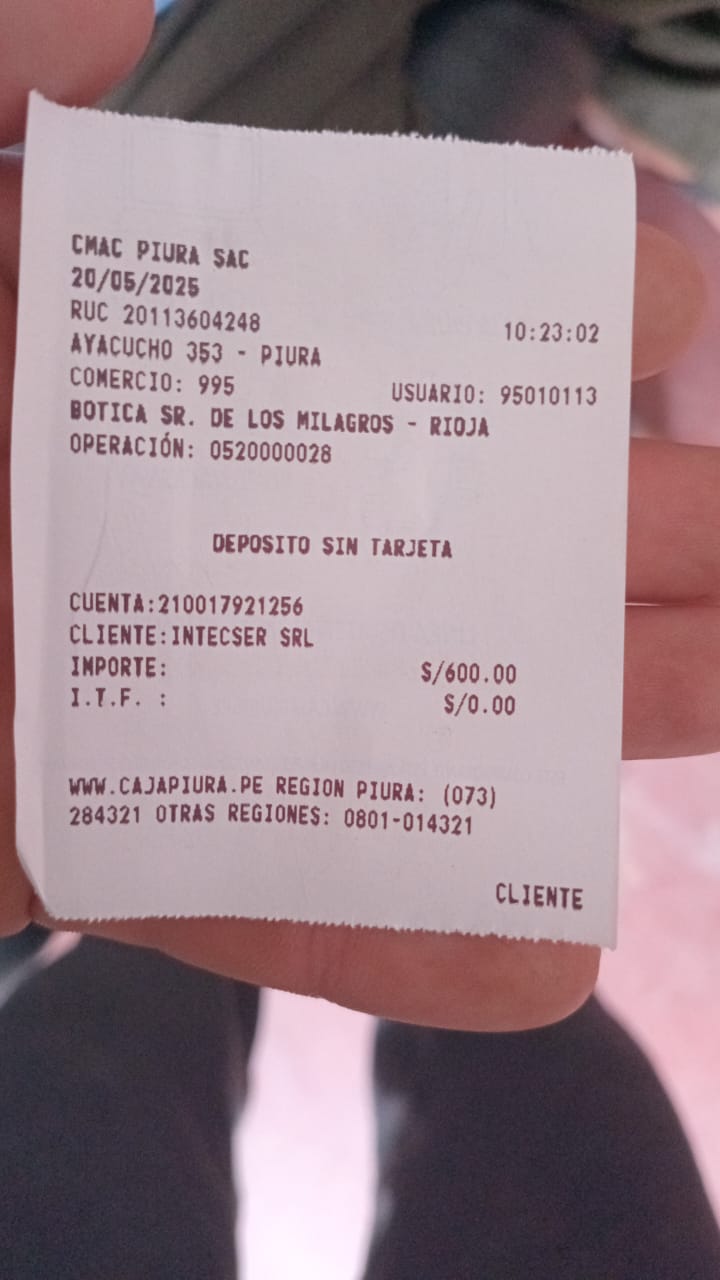 CMAC PIURA SAC
20/05/2025
RUC 20113604248 10:23:02
AYACUCHO 353 - PIURA
COMERCIO: 995 USUARIO: 95010113
BOTICA SR. DE LOS MILAGROS - RIOJA
OPERACIÓN: 0520000028
DEPOSITO SIN TARJETA
CUENTA:210017921256
CLIENTE:INTECSER SRL
IMPORTE: S/600.00
I.T.F. : S/0.00
WWW.CAJAPIURA.PE REGION PIURA: (073)
284321 OTRAS REGIONES: 0801-014321
CLIENTE